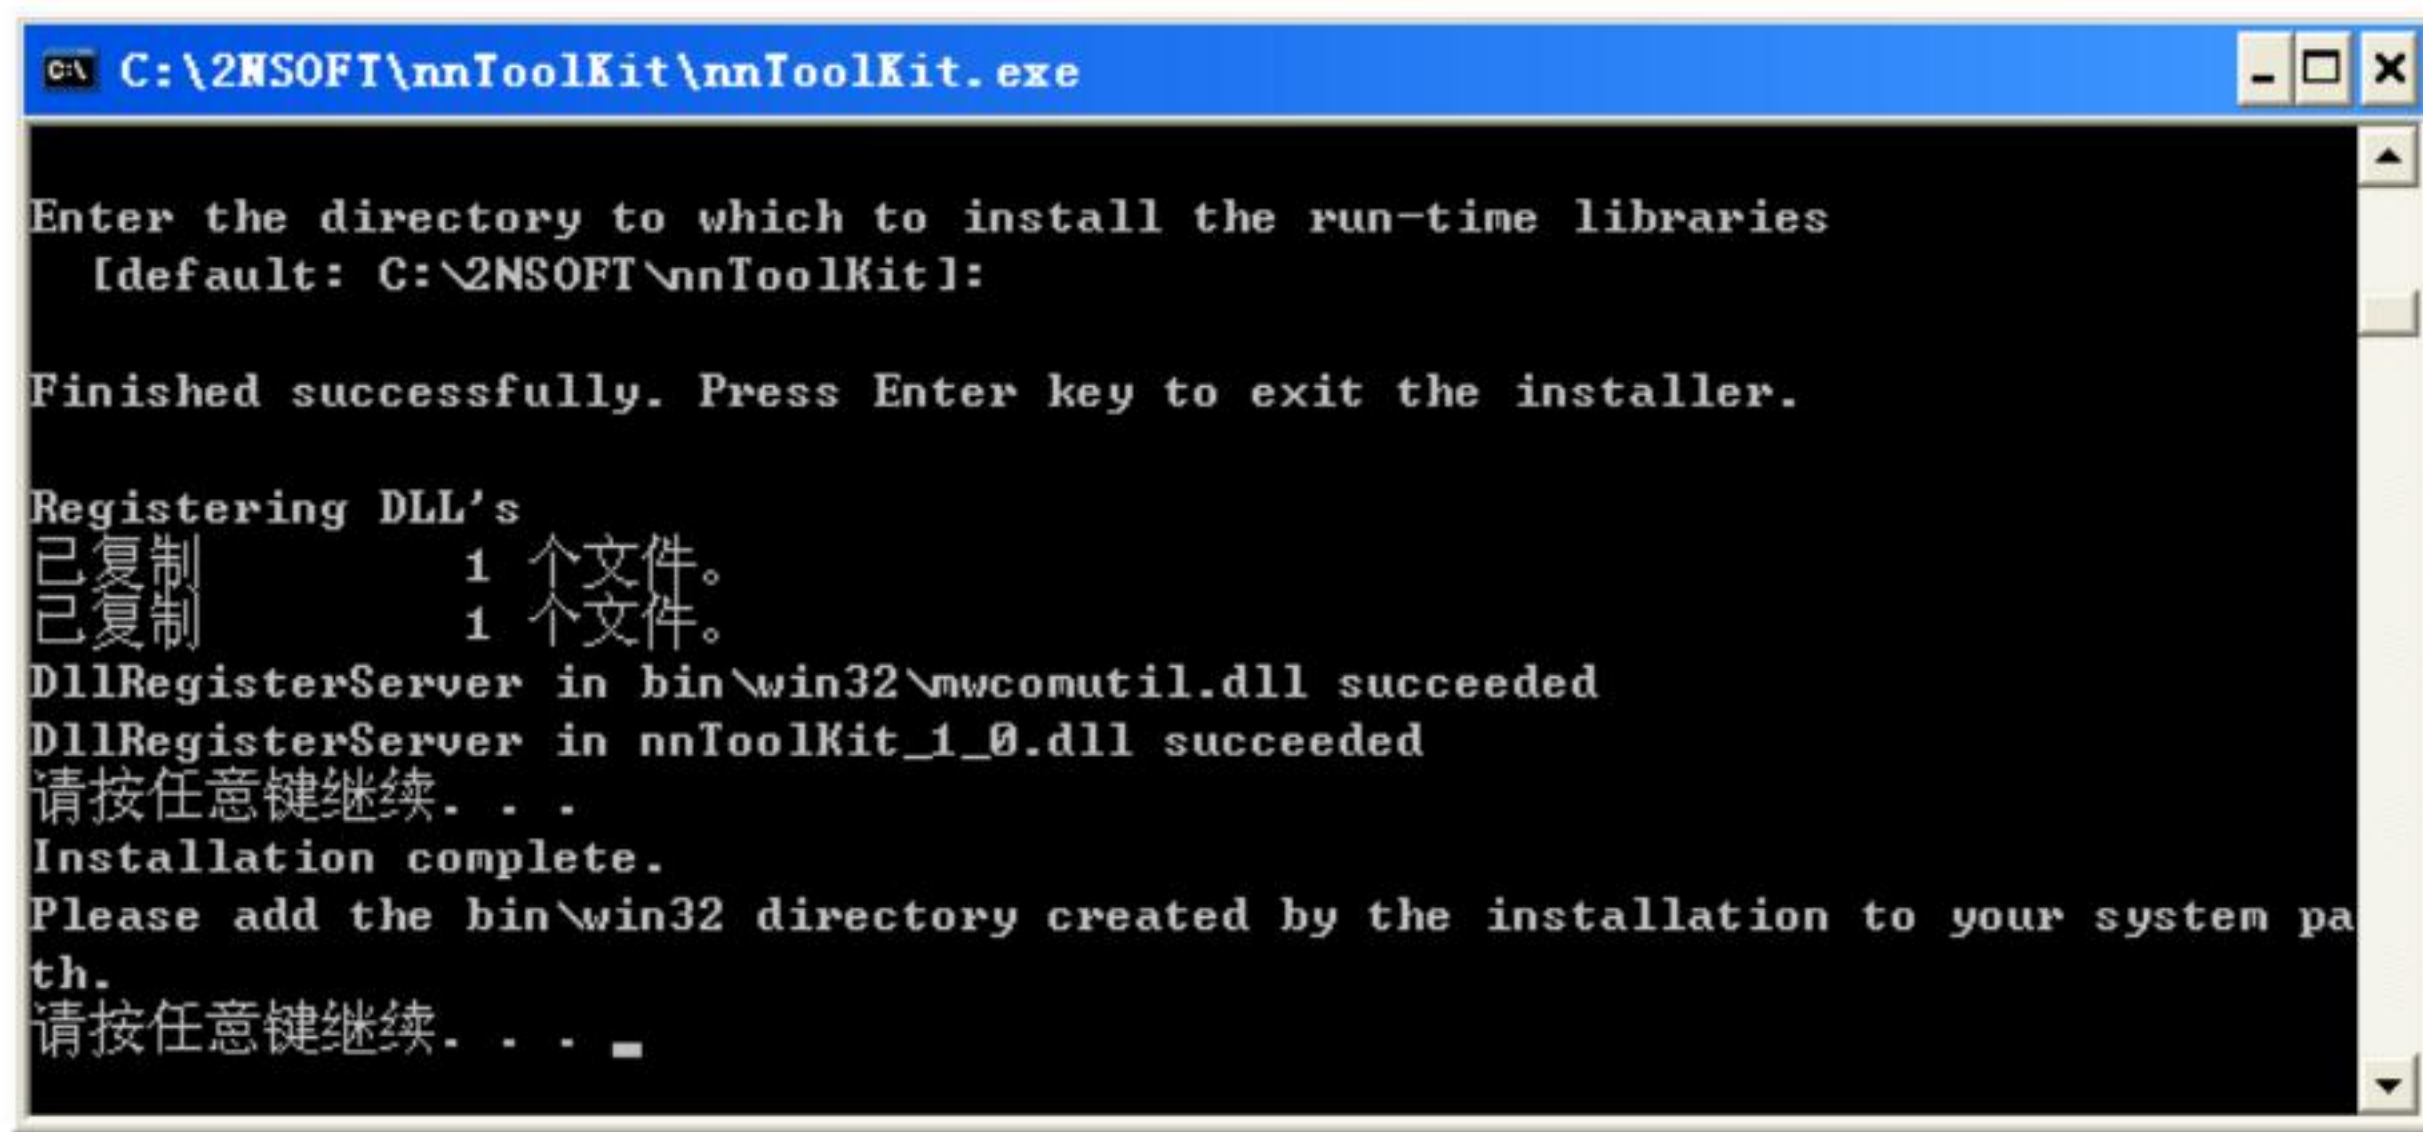 C:\2NSOFT\nnToolKit\nnToolKit.exe
Enter the directory to which to install the run-time libraries
[default: C:\2NSOFT\nnToolKit]:
Finished successfully. Press Enter key to exit the installer.
Registering DLL's
已复制         1 个文件。
已复制         1 个文件。
DllRegisterServer in bin\win32\mwcomutil.dll succeeded
DllRegisterServer in nnToolKit_1_0.dll succeeded
请按任意键继续. . .
Installation complete.
Please add the bin\win32 directory created by the installation to your system pa
th.
请按任意键继续. . .